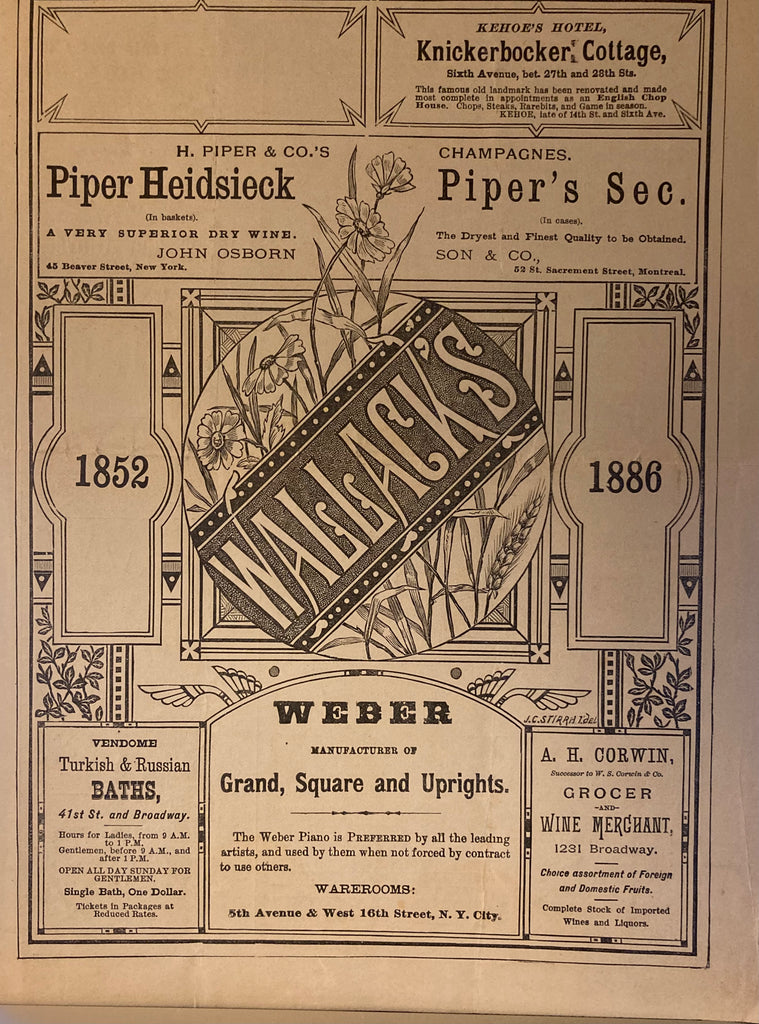 KEHOE'S HOTEL,
Knickerbocker Cottage,
Sixth Avenue, bet. 27th and 28th Sts.
This famous old landmark has been renovated and made
most complete in appointments as an English Chop
House. Chops, Steaks, Rarebits, and Game in season.
KEHOE, late of 14th St. and Sixth Ave.
H. PIPER & CO.'S
Piper Heidsieck
(In baskets).
A VERY SUPERIOR DRY WINE.
JOHN OSBORN
45 Beaver Street, New York.
CHAMPAGNES.
Piper's Sec.
(In cases).
The Dryest and Finest Quality to be Obtained.
SON & CO.,
52 St. Sacrement Street, Montreal.
1852
WALLACK'S
1886
J.C. STIRRAT. del
WEBER
MANUFACTURER OF
Grand, Square and Uprights.
The Weber Piano is PREFERRED by all the leading
artists, and used by them when not forced by contract
to use others.
WAREROOMS:
5th Avenue & West 16th Street, N. Y. City.
VENDOME
Turkish & Russian
BATHS,
41st St. and Broadway.
Hours for Ladies, from 9 A.M.
to 1 P.M.
Gentlemen, before 9 A.M., and
after 1 P.M.
OPEN ALL DAY SUNDAY FOR
GENTLEMEN.
Single Bath, One Dollar.
Tickets in Packages at
Reduced Rates.
A. H. CORWIN,
Successor to W. S. Corwin & Co.
GROCER
—AND—
WINE MERCHANT,
1231 Broadway.
Choice assortment of Foreign
and Domestic Fruits.
Complete Stock of Imported
Wines and Liquors.